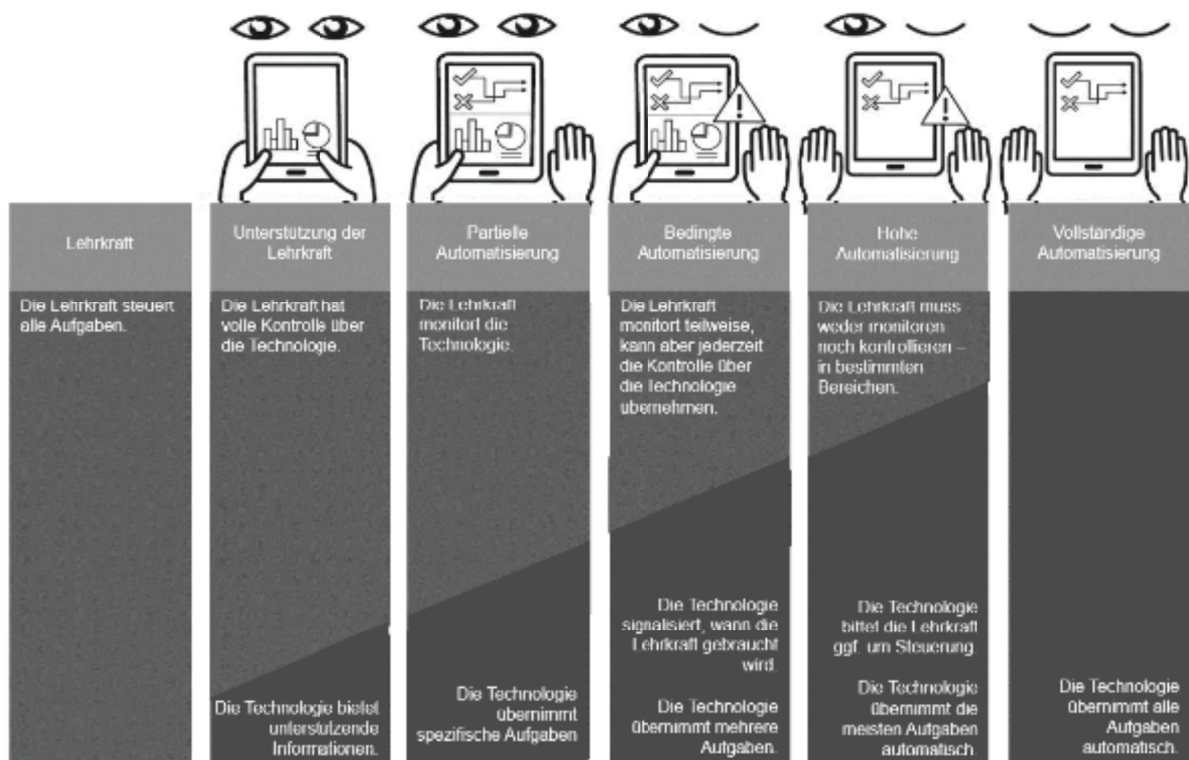 Lehrkraft
Die Lehrkraft steuert
alle Aufgaben.
Unterstützung der
Lehrkraft
Die Lehrkraft hat
volle Kontrolle über
die Technologie.
Die Technologie bietet
unterstützende
Informationen.
Partielle
Automatisierung
Die Lehrkraft
monitort die
Technologie.
Die Technologie
übernimmt
spezifische Aufgaben
Bedingte
Automatisierung
Die Lehrkraft
monitort teilweise,
kann aber jederzeit
die Kontrolle über
die Technologie
übernehmen.
Die Technologie
signalisiert, wann die
Lehrkraft gebraucht
wird.
Die Technologie
übernimmt mehrere
Aufgaben.
Hohe
Automatisierung
Die Lehrkraft muss
weder monitoren
noch kontrollieren –
in bestimmten
Bereichen.
Die Technologie
bittet die Lehrkraft
ggf. um Steuerung.
Die Technologie
übernimmt die
meisten Aufgaben
automatisch.
Vollständige
Automatisierung
Die Technologie
übernimmt alle
Aufgaben
automatisch.